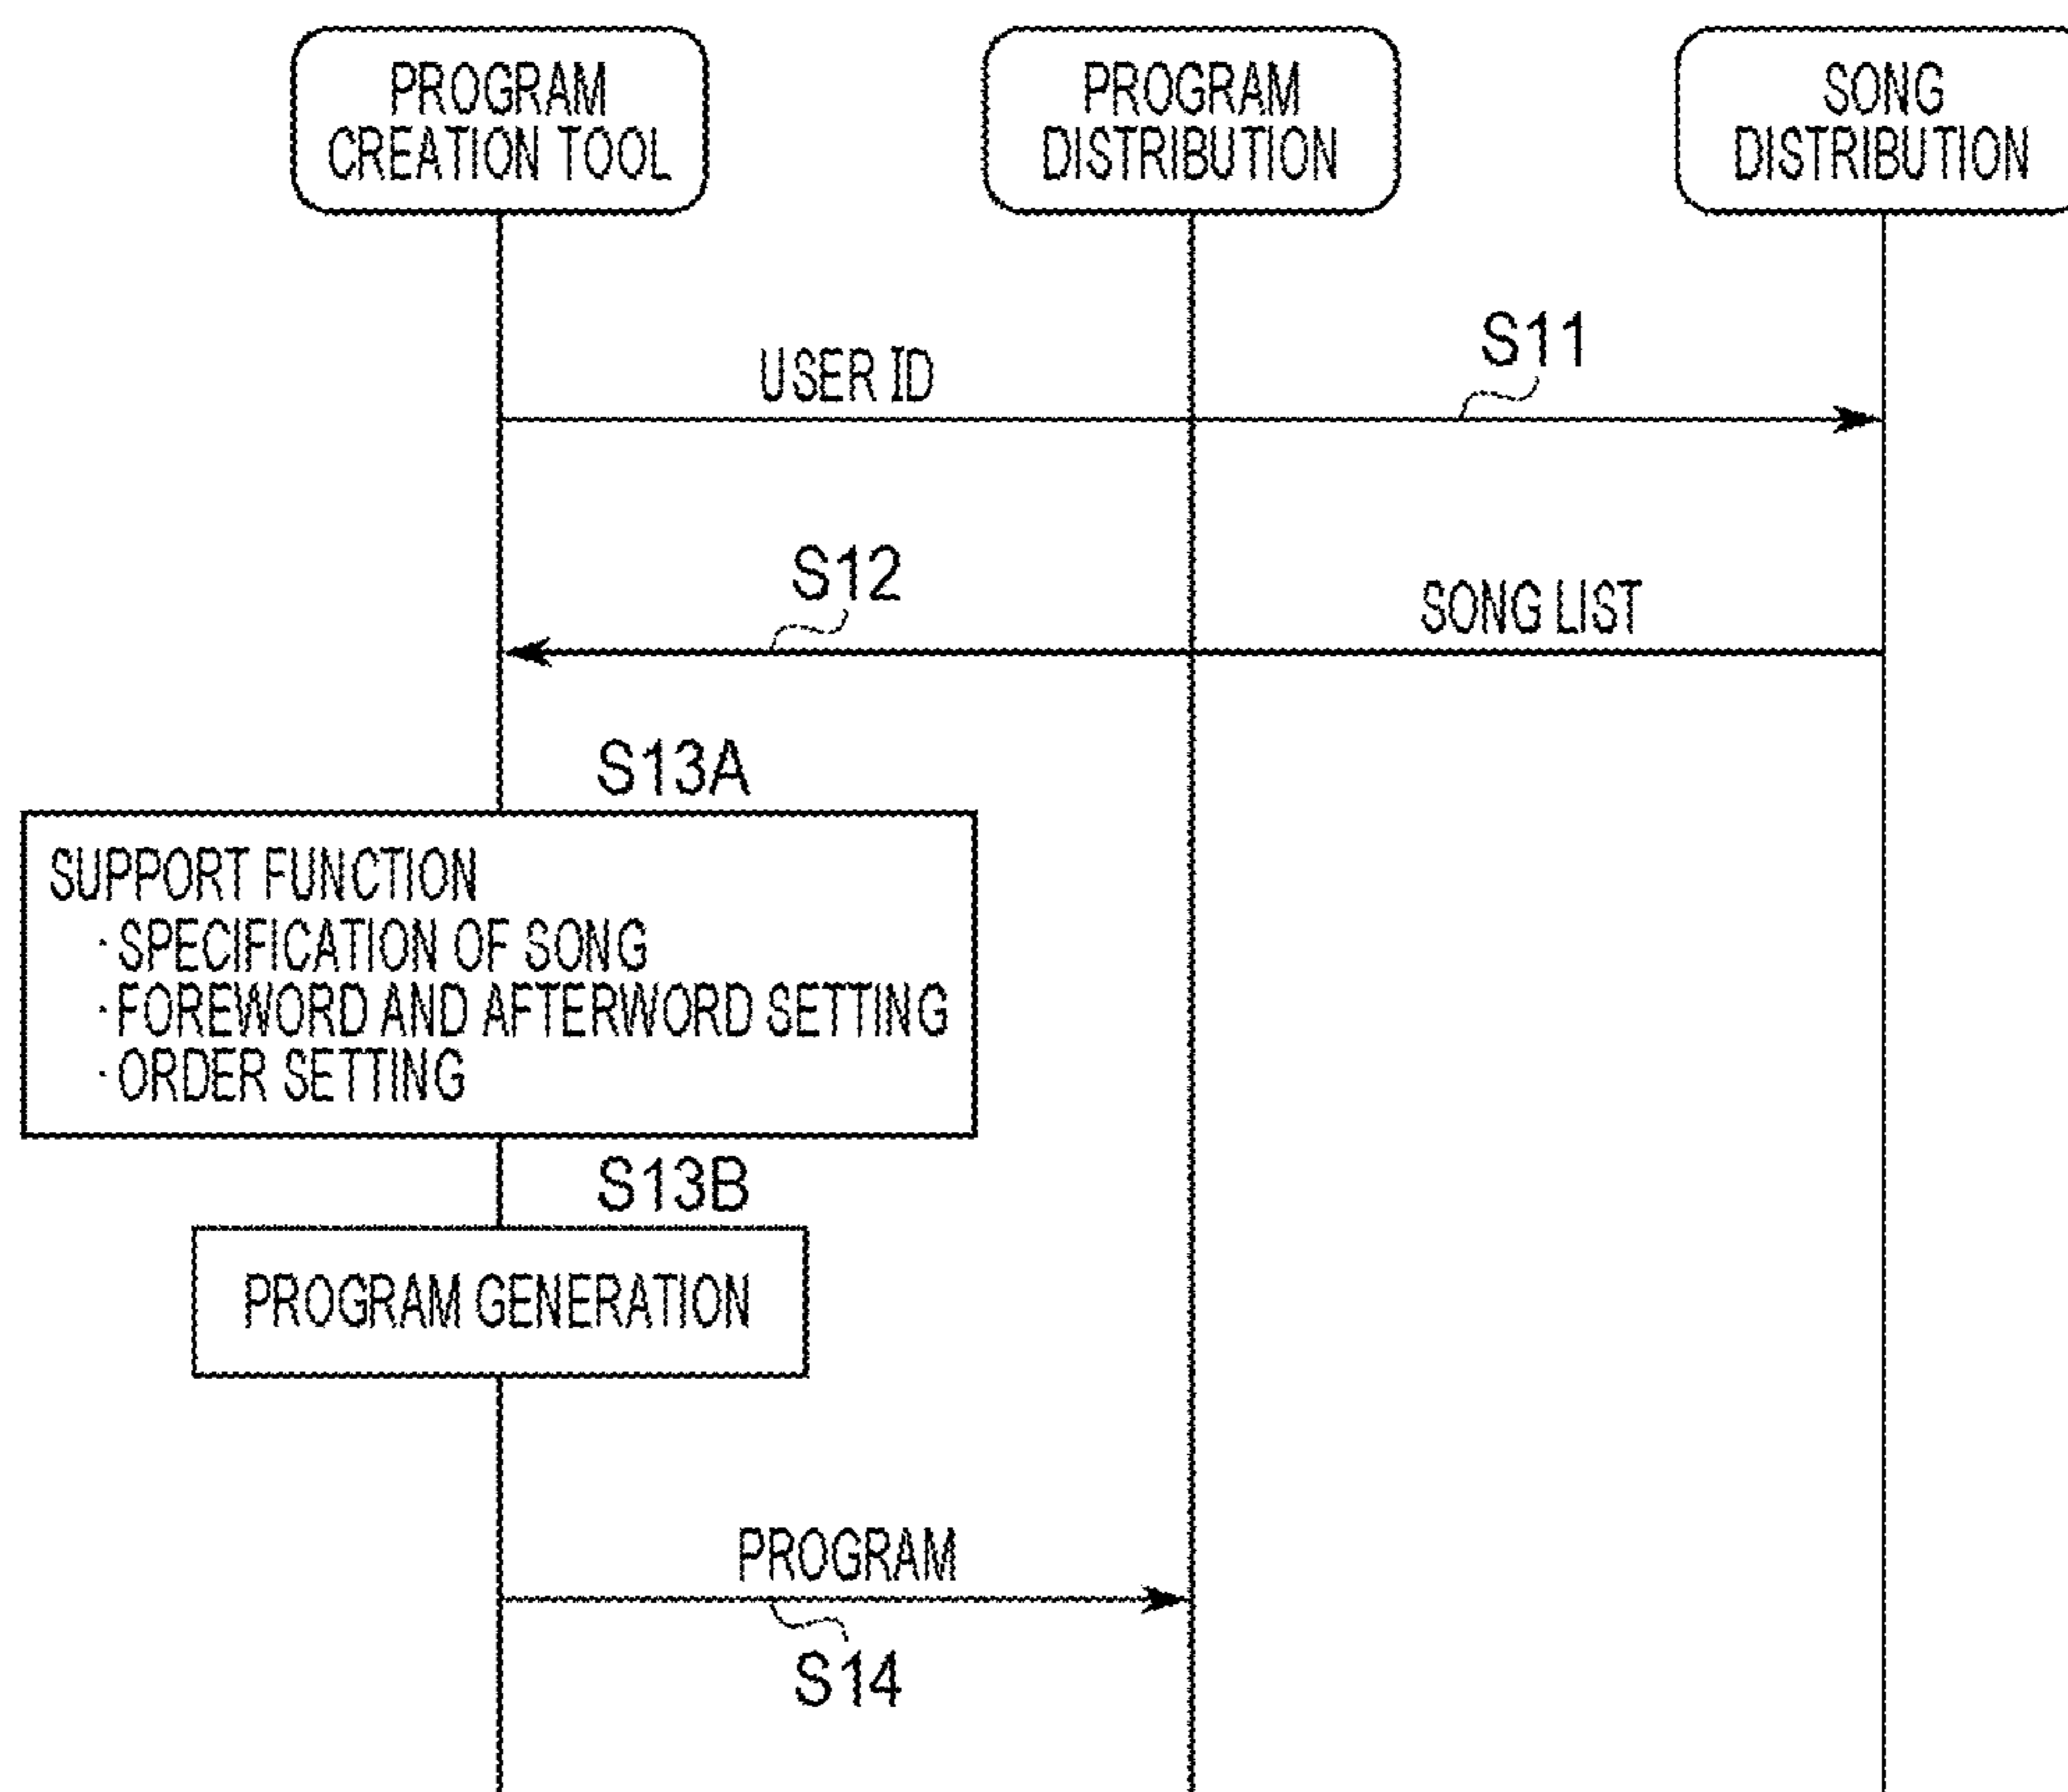 PROGRAM
CREATION TOOL
PROGRAM
DISTRIBUTION
SONG
DISTRIBUTION
S11
USER ID
S12
SONG LIST
S13A
SUPPORT FUNCTION
·SPECIFICATION OF SONG
·FOREWORD AND AFTERWORD SETTING
·ORDER SETTING
S13B
PROGRAM GENERATION
PROGRAM
S14